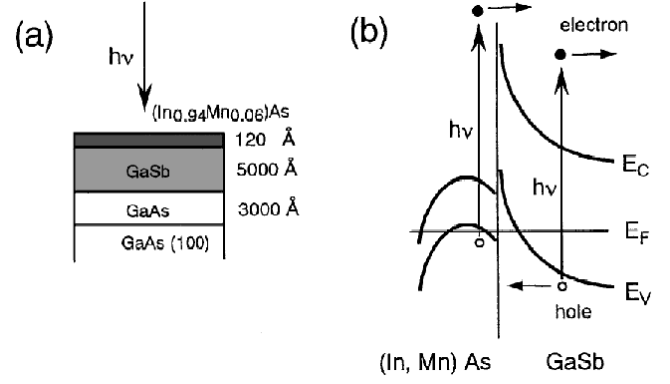 (a)
hν
(In0.94Mn0.06)As
120 Å
GaSb 5000 Å
GaAs 3000 Å
GaAs (100)
(b)
electron
hν
hν
EC
EF
EV
hole
(In, Mn) As GaSb